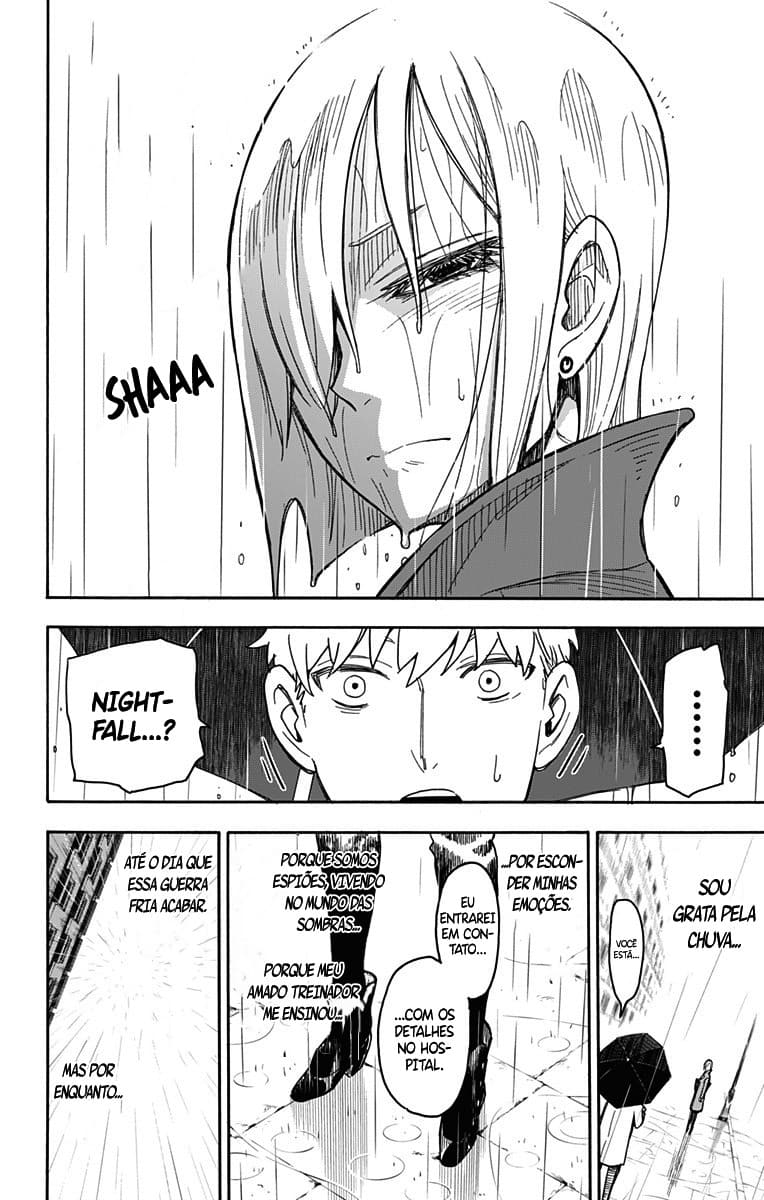 SHAAA
......
NIGHT-
FALL...?
SOU
GRATA PELA
CHUVA...
VOCÊ
ESTÁ...
...POR ESCON-
DER MINHAS
EMOÇÕES.
EU
ENTRAREI
EM CON-
TATO...
...COM OS
DETALHES
NO HOS-
PITAL.
PORQUE SOMOS
ESPIÕES, VIVENDO
NO MUNDO DAS
SOMBRAS...
PORQUE MEU
AMADO TREINADOR
ME ENSINOU...
ATÉ O DIA QUE
ESSA GUERRA
FRIA ACABAR.
MAS POR
ENQUANTO...